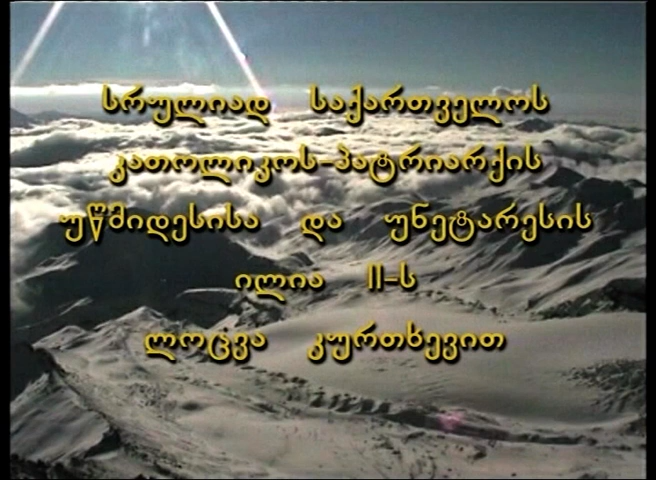 სრულიად საქართველოს
კათოლიკოს-პატრიარქის
უწმიდესისა და უნეტარესის
ილია II-ს
ლოცვა კურთხევით